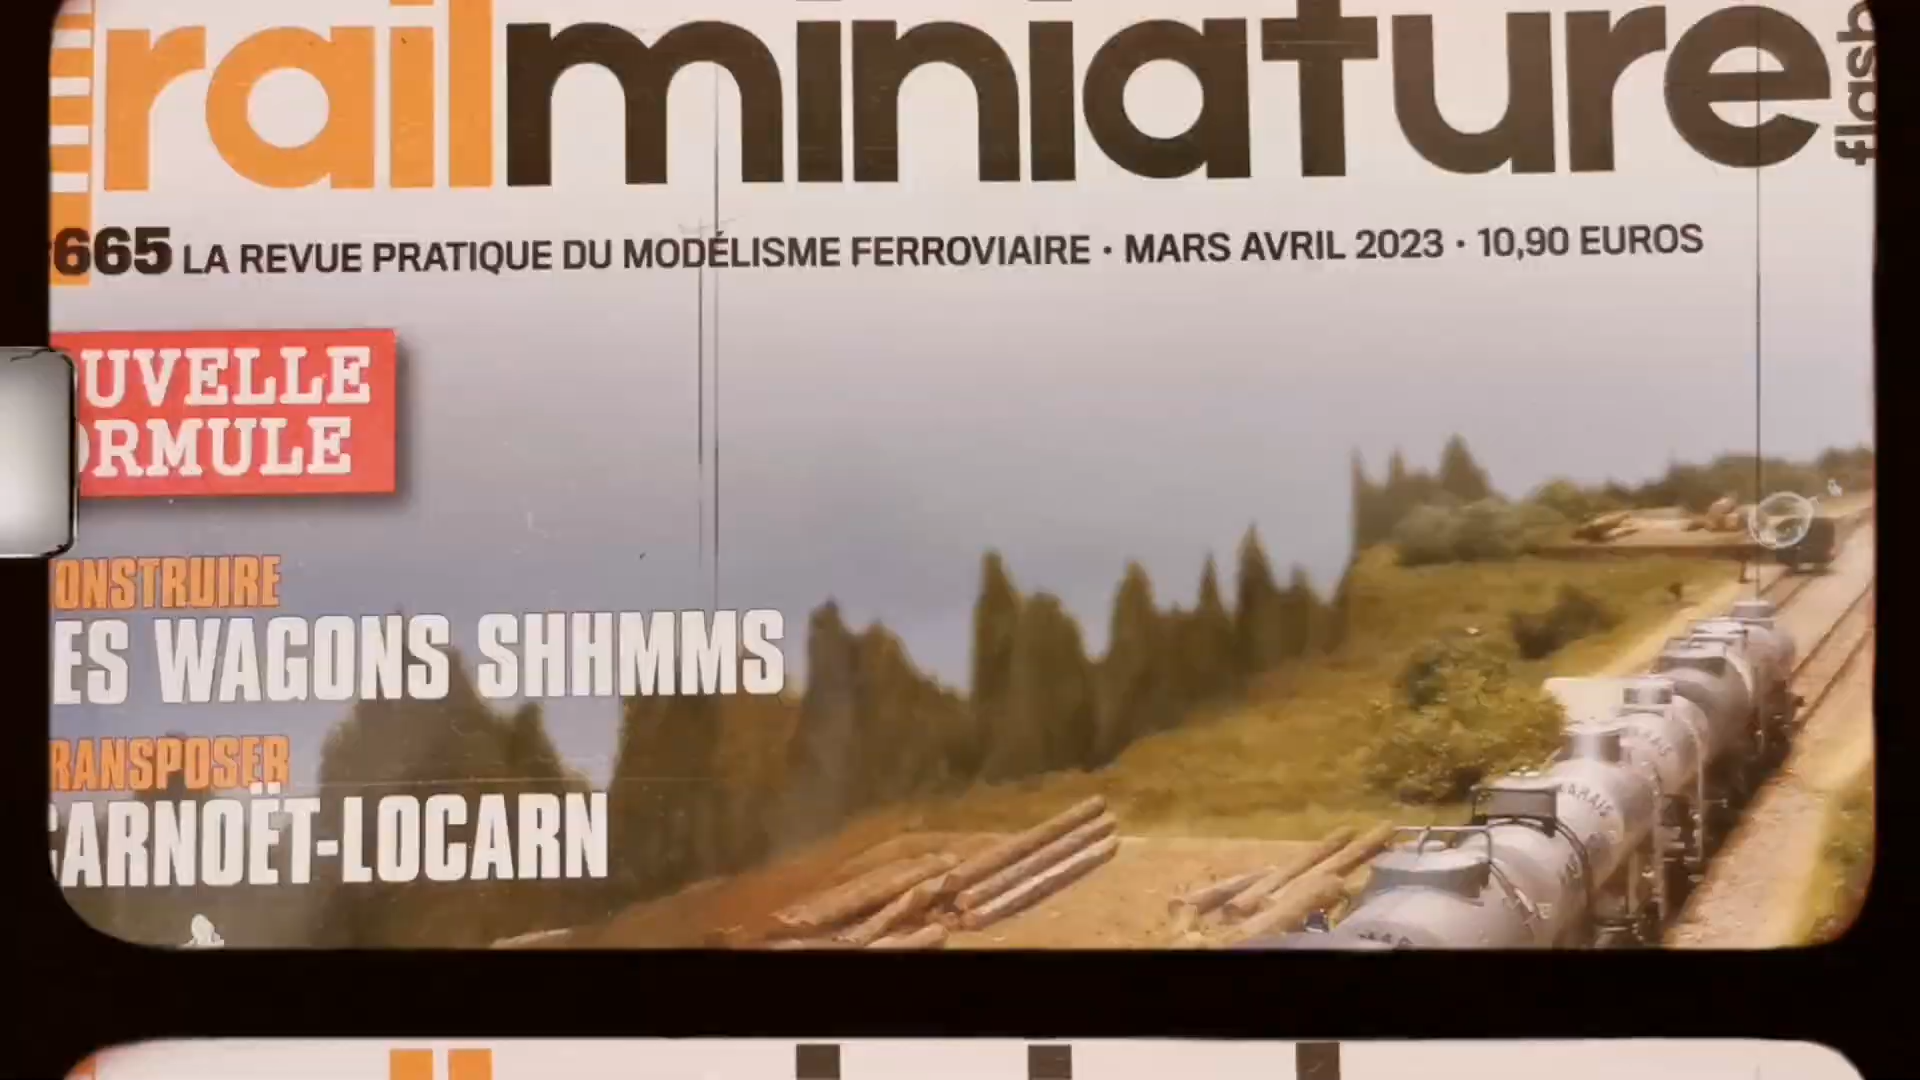 railminiature
flash
665 LA REVUE PRATIQUE DU MODÉLISME FERROVIAIRE · MARS AVRIL 2023 · 10,90 EUROS
UVELLE
ORMULE
ONSTRUIRE
ES WAGONS SHHMMS
RANSPOSER
CARNOËT-LOCARN